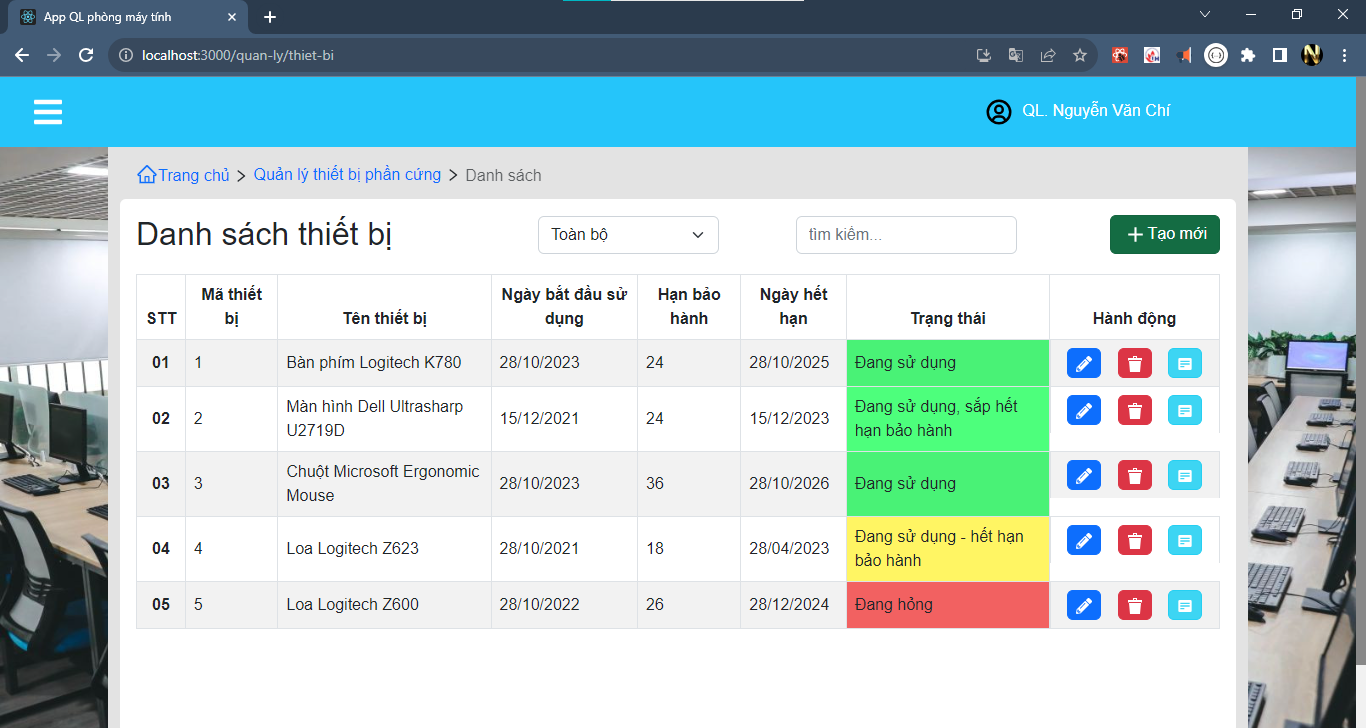 App QL phòng máy tính
localhost:3000/quan-ly/thiet-bi
QL. Nguyễn Văn Chí
Trang chủ > Quản lý thiết bị phần cứng > Danh sách
Danh sách thiết bị
Toàn bộ
tìm kiếm...
Tạo mới
STT
Mã thiết
bị
Tên thiết bị
Ngày bắt đầu sử
dụng
Hạn bảo
hành
Ngày hết
hạn
Trạng thái
Hành động
01 1 Bàn phím Logitech K780 28/10/2023 24 28/10/2025 Đang sử dụng
02 2
Màn hình Dell Ultrasharp
U2719D
15/12/2021 24 15/12/2023
Đang sử dụng, sắp hết
hạn bảo hành
03 3
Chuột Microsoft Ergonomic
Mouse
28/10/2023 36 28/10/2026 Đang sử dụng
04 4 Loa Logitech Z623 28/10/2021 18 28/04/2023
Đang sử dụng - hết hạn
bảo hành
05 5 Loa Logitech Z600 28/10/2022 26 28/12/2024 Đang hỏng